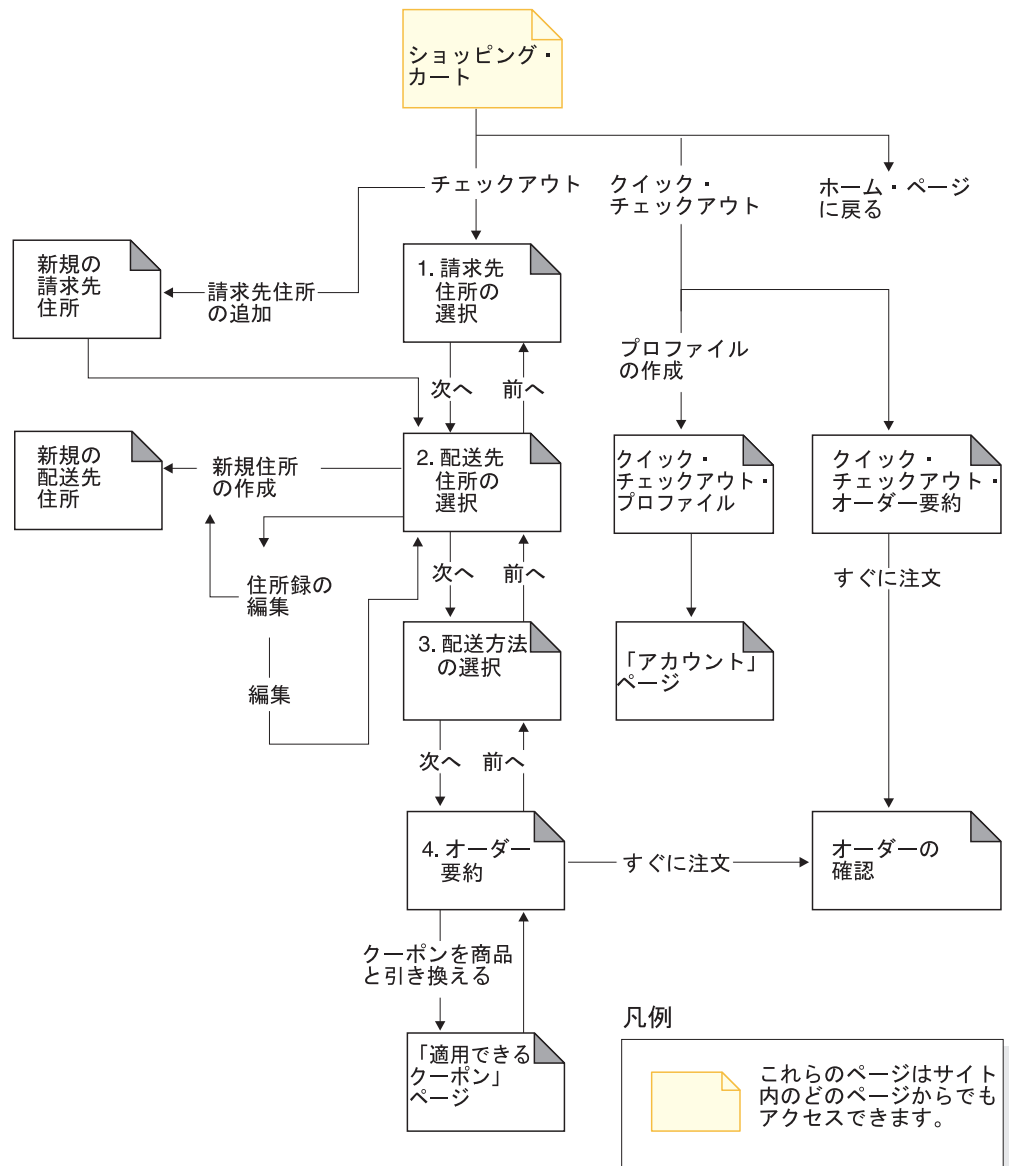 ショッピング・
カート
チェックアウト
クイック・
チェックアウト
ホーム・ページ
に戻る
新規の
請求先
住所
請求先住所
の追加
1. 請求先
住所の
選択
プロファイル
の作成
次へ
前へ
新規の
配送先
住所
新規住所
の作成
2. 配送先
住所の
選択
クイック・
チェックアウト・
プロファイル
クイック・
チェックアウト・
オーダー要約
住所録の
編集
次へ
前へ
すぐに注文
編集
3. 配送方法
の選択
「アカウント」
ページ
次へ
前へ
4. オーダー
要約
すぐに注文
オーダーの
確認
クーポンを商品
と引き換える
「適用できる
クーポン」
ページ
凡例
これらのページはサイト
内のどのページからでも
アクセスできます。